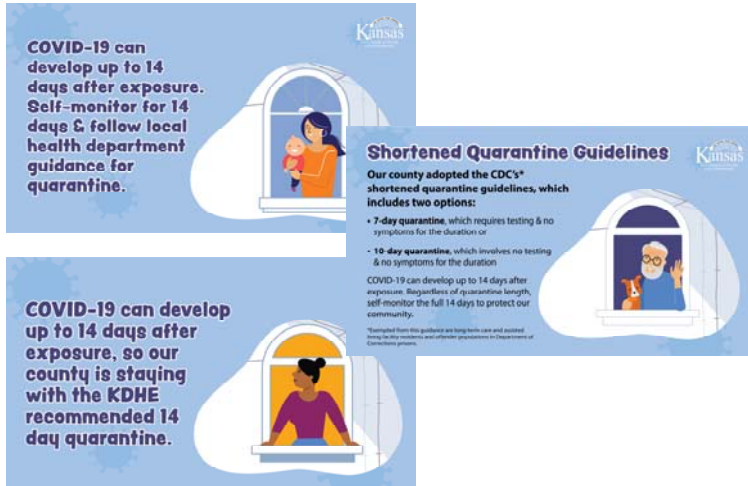 COVID-19 can
develop up to 14
days after exposure.
Self-monitor for 14
days & follow local
health department
guidance for
quarantine.
Kansas
Shortened Quarantine Guidelines
Kansas
Our county adopted the CDC's*
shortened quarantine guidelines, which
includes two options:
• 7-day quarantine, which requires testing & no
symptoms for the duration or
- 10-day quarantine, which involves no testing
& no symptoms for the duration
COVID-19 can develop up to 14 days after
exposure. Regardless of quarantine length,
self-monitor the full 14 days to protect our
community.
*Exempted from this guidance are long-term care and assisted
living facility residents and offender populations in Department of
Corrections prisons.
COVID-19 can develop
up to 14 days after
exposure, so our
county is staying
with the KDHE
recommended 14
day quarantine.